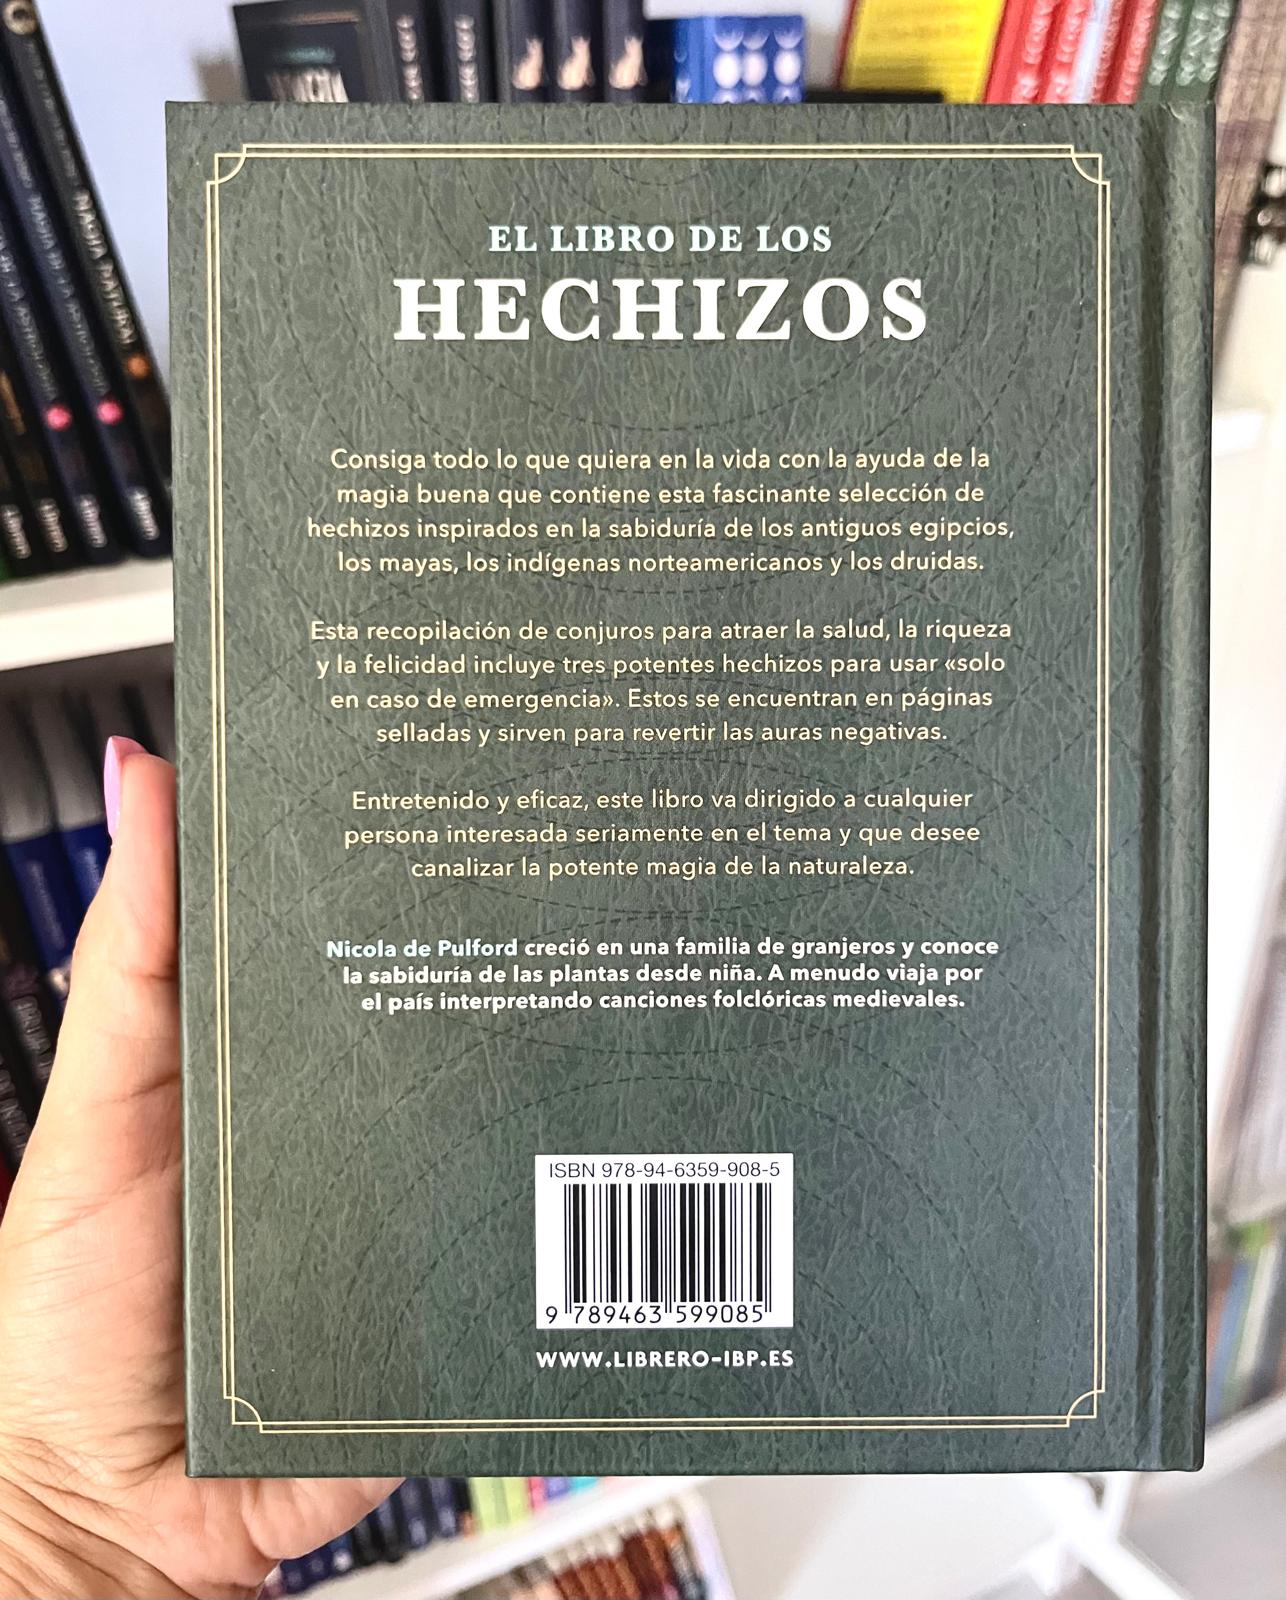 NASJA DATURA
EL LIBRO DE LOS
HECHIZOS
Consiga todo lo que quiera en la vida con la ayuda de la
magia buena que contiene esta fascinante selección de
hechizos inspirados en la sabiduría de los antiguos egipcios,
los mayas, los indígenas norteamericanos y los druidas.
Esta recopilación de conjuros para atraer la salud, la riqueza
y la felicidad incluye tres potentes hechizos para usar «solo
en caso de emergencia». Estos se encuentran en páginas
selladas y sirven para revertir las auras negativas.
Entretenido y eficaz, este libro va dirigido a cualquier
persona interesada seriamente en el tema y que desee
canalizar la potente magia de la naturaleza.
Nicola de Pulford creció en una familia de granjeros y conoce
la sabiduría de las plantas desde niña. A menudo viaja por
el país interpretando canciones folclóricas medievales.
ISBN 978-94-6359-908-5
9 789463 599085
WWW.LIBRERO-IBP.ES